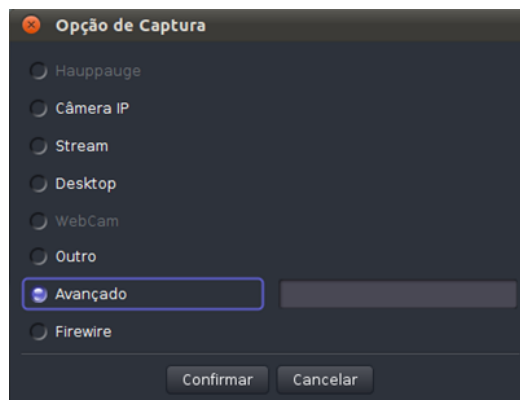 Opção de Captura
Hauppauge
Câmera IP
Stream
Desktop
WebCam
Outro
Avançado
Firewire
Confirmar Cancelar